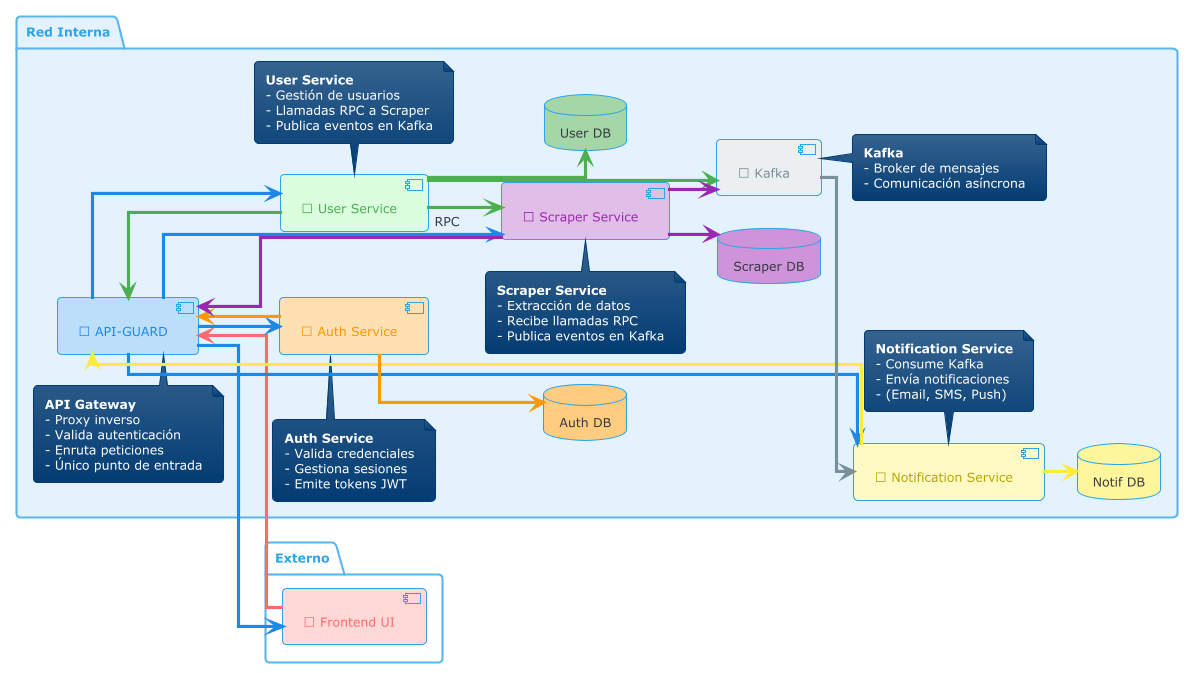 Red Interna
User Service
- Gestión de usuarios
- Llamadas RPC a Scraper
- Publica eventos en Kafka
User DB
Kafka
Kafka
- Broker de mensajes
- Comunicación asíncrona
User Service
RPC
Scraper Service
Scraper DB
Scraper Service
- Extracción de datos
- Recibe llamadas RPC
- Publica eventos en Kafka
API-GUARD
Auth Service
Notification Service
- Consume Kafka
- Envía notificaciones
- (Email, SMS, Push)
API Gateway
- Proxy inverso
- Valida autenticación
- Enruta peticiones
- Único punto de entrada
Auth Service
- Valida credenciales
- Gestiona sesiones
- Emite tokens JWT
Auth DB
Notification Service
Notif DB
Externo
Frontend UI